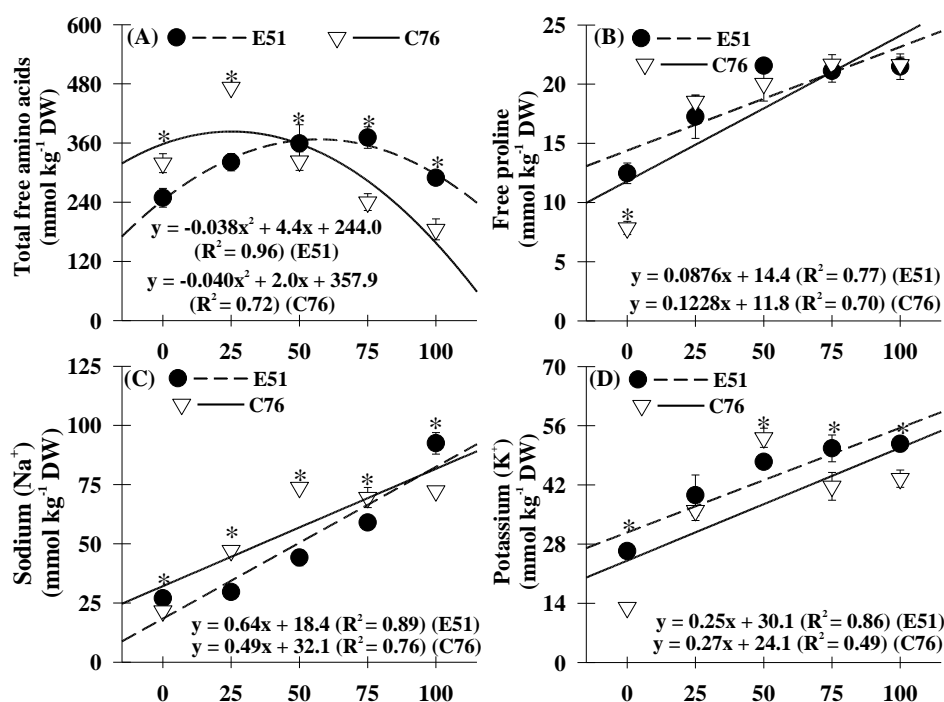 (A) E51 C76
Total free amino acids
(mmol kg⁻¹ DW)
600
480
360
240
120
0
* * * * *
y = -0.038x² + 4.4x + 244.0
(R² = 0.96) (E51)
y = -0.040x² + 2.0x + 357.9
(R² = 0.72) (C76)
0 25 50 75 100
(B) E51
C76
Free proline
(mmol kg⁻¹ DW)
25
20
15
10
5
0
*
y = 0.0876x + 14.4 (R² = 0.77) (E51)
y = 0.1228x + 11.8 (R² = 0.70) (C76)
0 25 50 75 100
(C) E51
C76
Sodium (Na⁺)
(mmol kg⁻¹ DW)
125
100
75
50
25
0
* * * * *
y = 0.64x + 18.4 (R² = 0.89) (E51)
y = 0.49x + 32.1 (R² = 0.76) (C76)
0 25 50 75 100
(D) E51
C76
Potassium (K⁺)
(mmol kg⁻¹ DW)
70
56
42
28
14
0
* * * *
y = 0.25x + 30.1 (R² = 0.86) (E51)
y = 0.27x + 24.1 (R² = 0.49) (C76)
0 25 50 75 100